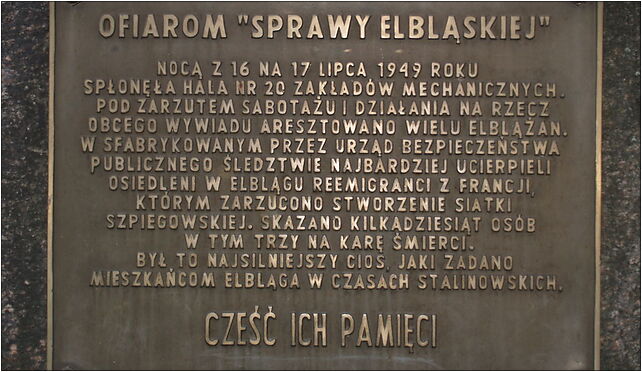 OFIAROM "SPRAWY ELBLĄSKIEJ"
NOCĄ Z 16 NA 17 LIPCA 1949 ROKU
SPŁONĘŁA HALA NR 20 ZAKŁADÓW MECHANICZNYCH.
POD ZARZUTEM SABOTAŻU I DZIAŁANIA NA RZECZ
OBCEGO WYWIADU ARESZTOWANO WIELU ELBLĄŻAN.
W SFABRYKOWANYM PRZEZ URZĄD BEZPIECZEŃSTWA
PUBLICZNEGO ŚLEDZTWIE NAJBARDZIEJ UCIERPIELI
OSIEDLENI W ELBLĄGU REEMIGRANCI Z FRANCJI,
KTÓRYM ZARZUCONO STWORZENIE SIATKI
SZPIEGOWSKIEJ. SKAZANO KILKADZIESIĄT OSÓB
W TYM TRZY NA KARĘ ŚMIERCI.
BYŁ TO NAJSILNIEJSZY CIOS, JAKI ZADANO
MIESZKAŃCOM ELBLĄGA W CZASACH STALINOWSKICH.
CZEŚĆ ICH PAMIĘCI